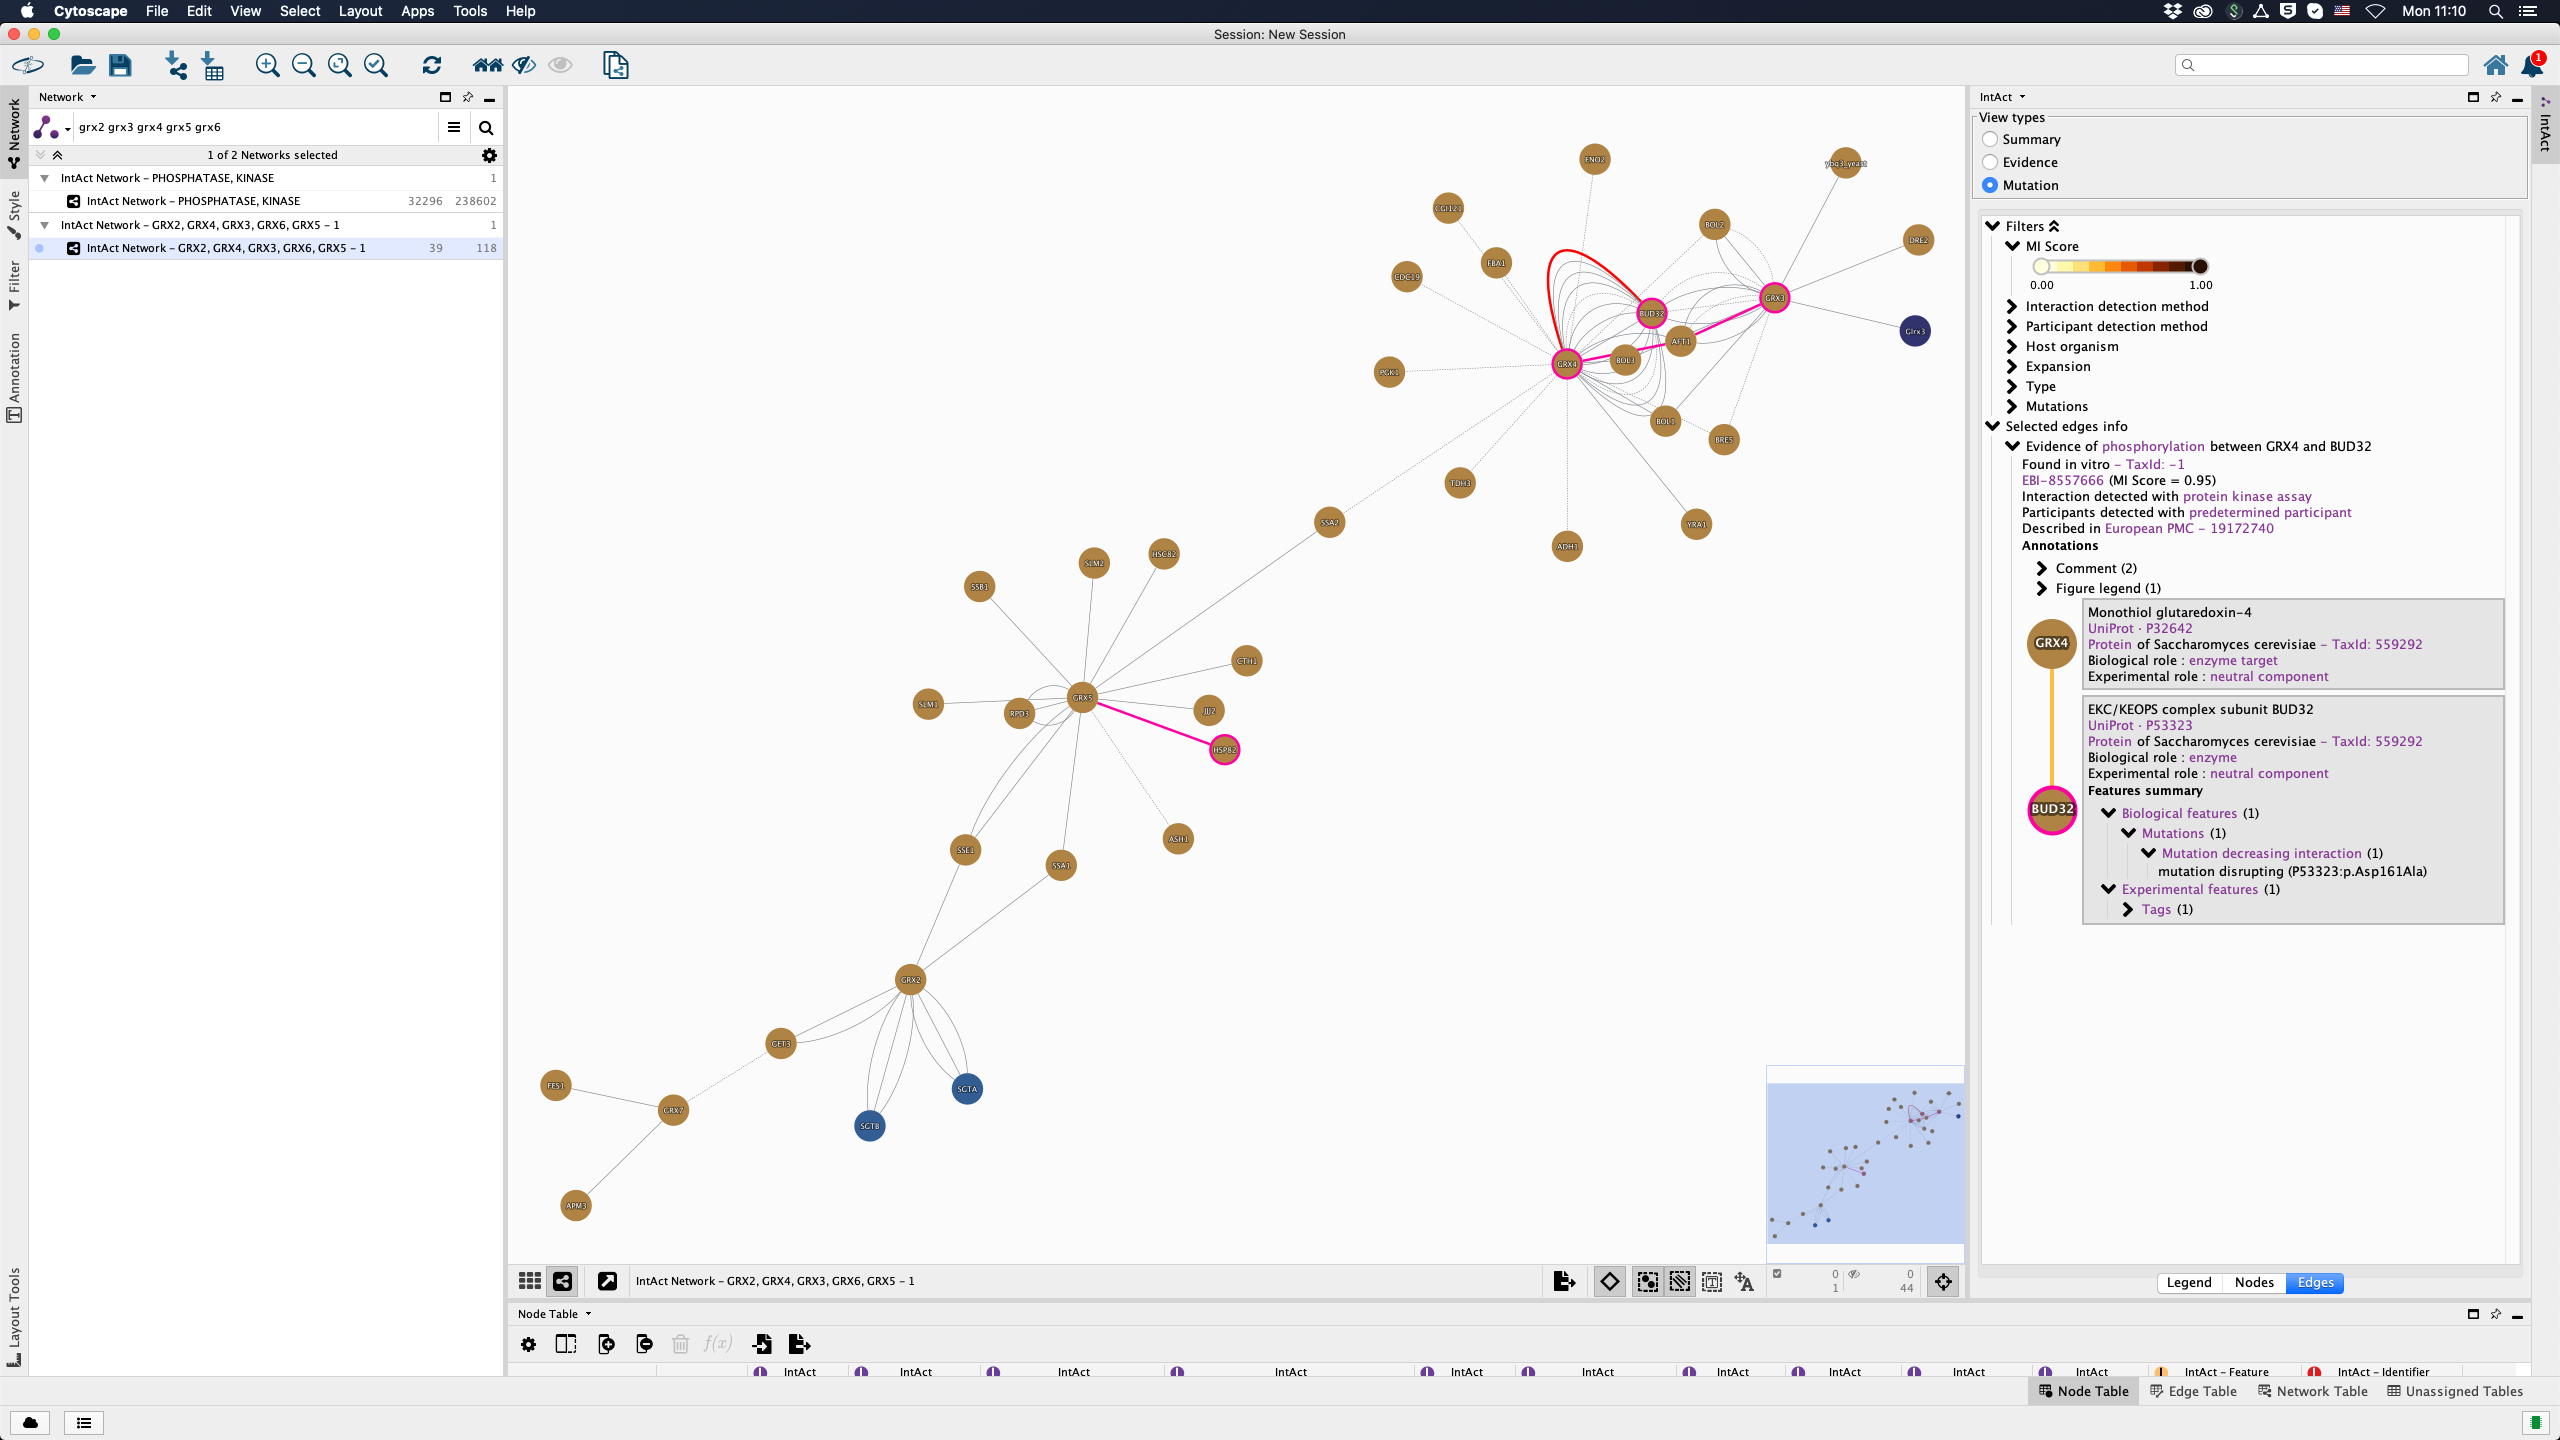 Cytoscape File Edit View Select Layout Apps Tools Help
Mon 11:10
Session: New Session
1
Network
grx2 grx3 grx4 grx5 grx6
1 of 2 Networks selected
IntAct Network – PHOSPHATASE, KINASE 1
IntAct Network – PHOSPHATASE, KINASE 32296 238602
IntAct Network – GRX2, GRX4, GRX3, GRX6, GRX5 – 1 1
IntAct Network – GRX2, GRX4, GRX3, GRX6, GRX5 – 1 39 118
Network
Style
Filter
Annotation
Layout Tools
ENO2
ybq3_yeast
CGI121
BOL2
DRE2
FBA1
CDC19
GRX3
BUD32
Glrx3
AFT1
BOL3
GRX4
PGK1
BOL1
BRE5
TDH3
SSA2
YRA1
ADH1
HSC82
SLM2
SSB1
CTH1
GRX5
SLM1
RPD3
JJJ2
HSP82
ASH1
SSE1
SSA1
GRX2
GET3
FES1
SGTA
GRX7
SGTB
APM3
IntAct Network – GRX2, GRX4, GRX3, GRX6, GRX5 – 1
0 0
1 44
IntAct
IntAct
View types
Summary
Evidence
Mutation
Filters
MI Score
0.00 1.00
Interaction detection method
Participant detection method
Host organism
Expansion
Type
Mutations
Selected edges info
Evidence of phosphorylation between GRX4 and BUD32
Found in vitro – TaxId: –1
EBI–8557666 (MI Score = 0.95)
Interaction detected with protein kinase assay
Participants detected with predetermined participant
Described in European PMC – 19172740
Annotations
Comment (2)
Figure legend (1)
GRX4
Monothiol glutaredoxin–4
UniProt · P32642
Protein of Saccharomyces cerevisiae – TaxId: 559292
Biological role : enzyme target
Experimental role : neutral component
BUD32
EKC/KEOPS complex subunit BUD32
UniProt · P53323
Protein of Saccharomyces cerevisiae – TaxId: 559292
Biological role : enzyme
Experimental role : neutral component
Features summary
Biological features (1)
Mutations (1)
Mutation decreasing interaction (1)
mutation disrupting (P53323:p.Asp161Ala)
Experimental features (1)
Tags (1)
Legend Nodes Edges
Node Table
f(x)
IntAct IntAct IntAct IntAct IntAct IntAct IntAct IntAct IntAct IntAct IntAct – Feature IntAct – Identifier
Node Table Edge Table Network Table Unassigned Tables